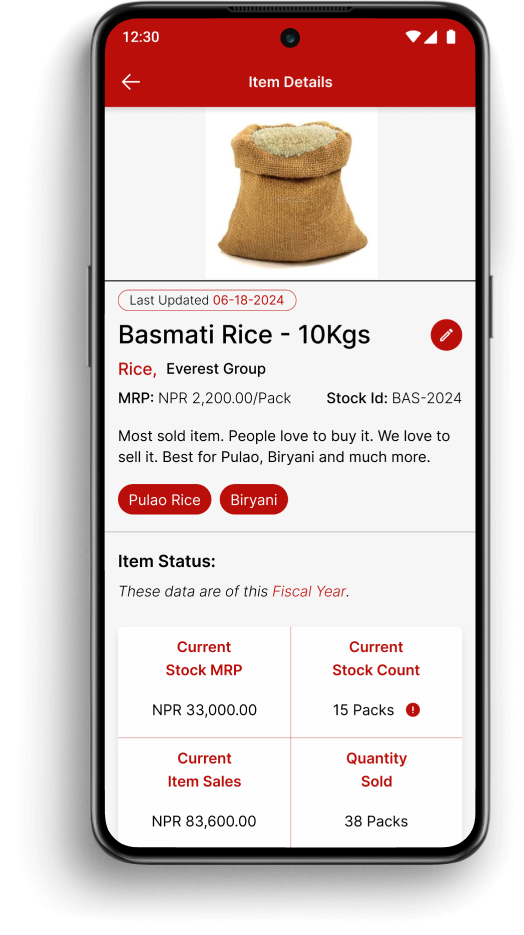 12:30
Item Details
Last Updated 06-18-2024
Basmati Rice - 10Kgs
Rice, Everest Group
MRP: NPR 2,200.00/Pack Stock Id: BAS-2024
Most sold item. People love to buy it. We love to
sell it. Best for Pulao, Biryani and much more.
Pulao Rice Biryani
Item Status:
These data are of this Fiscal Year.
Current
Stock MRP
NPR 33,000.00
Current
Stock Count
15 Packs
Current
Item Sales
NPR 83,600.00
Quantity
Sold
38 Packs